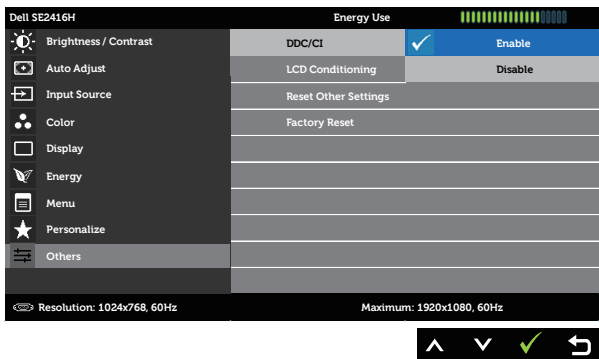 Dell SE2416H Energy Use
Brightness / Contrast DDC/CI Enable
Auto Adjust LCD Conditioning Disable
Input Source Reset Other Settings
Color Factory Reset
Display
Energy
Menu
Personalize
Others
Resolution: 1024x768, 60Hz Maximum: 1920x1080, 60Hz